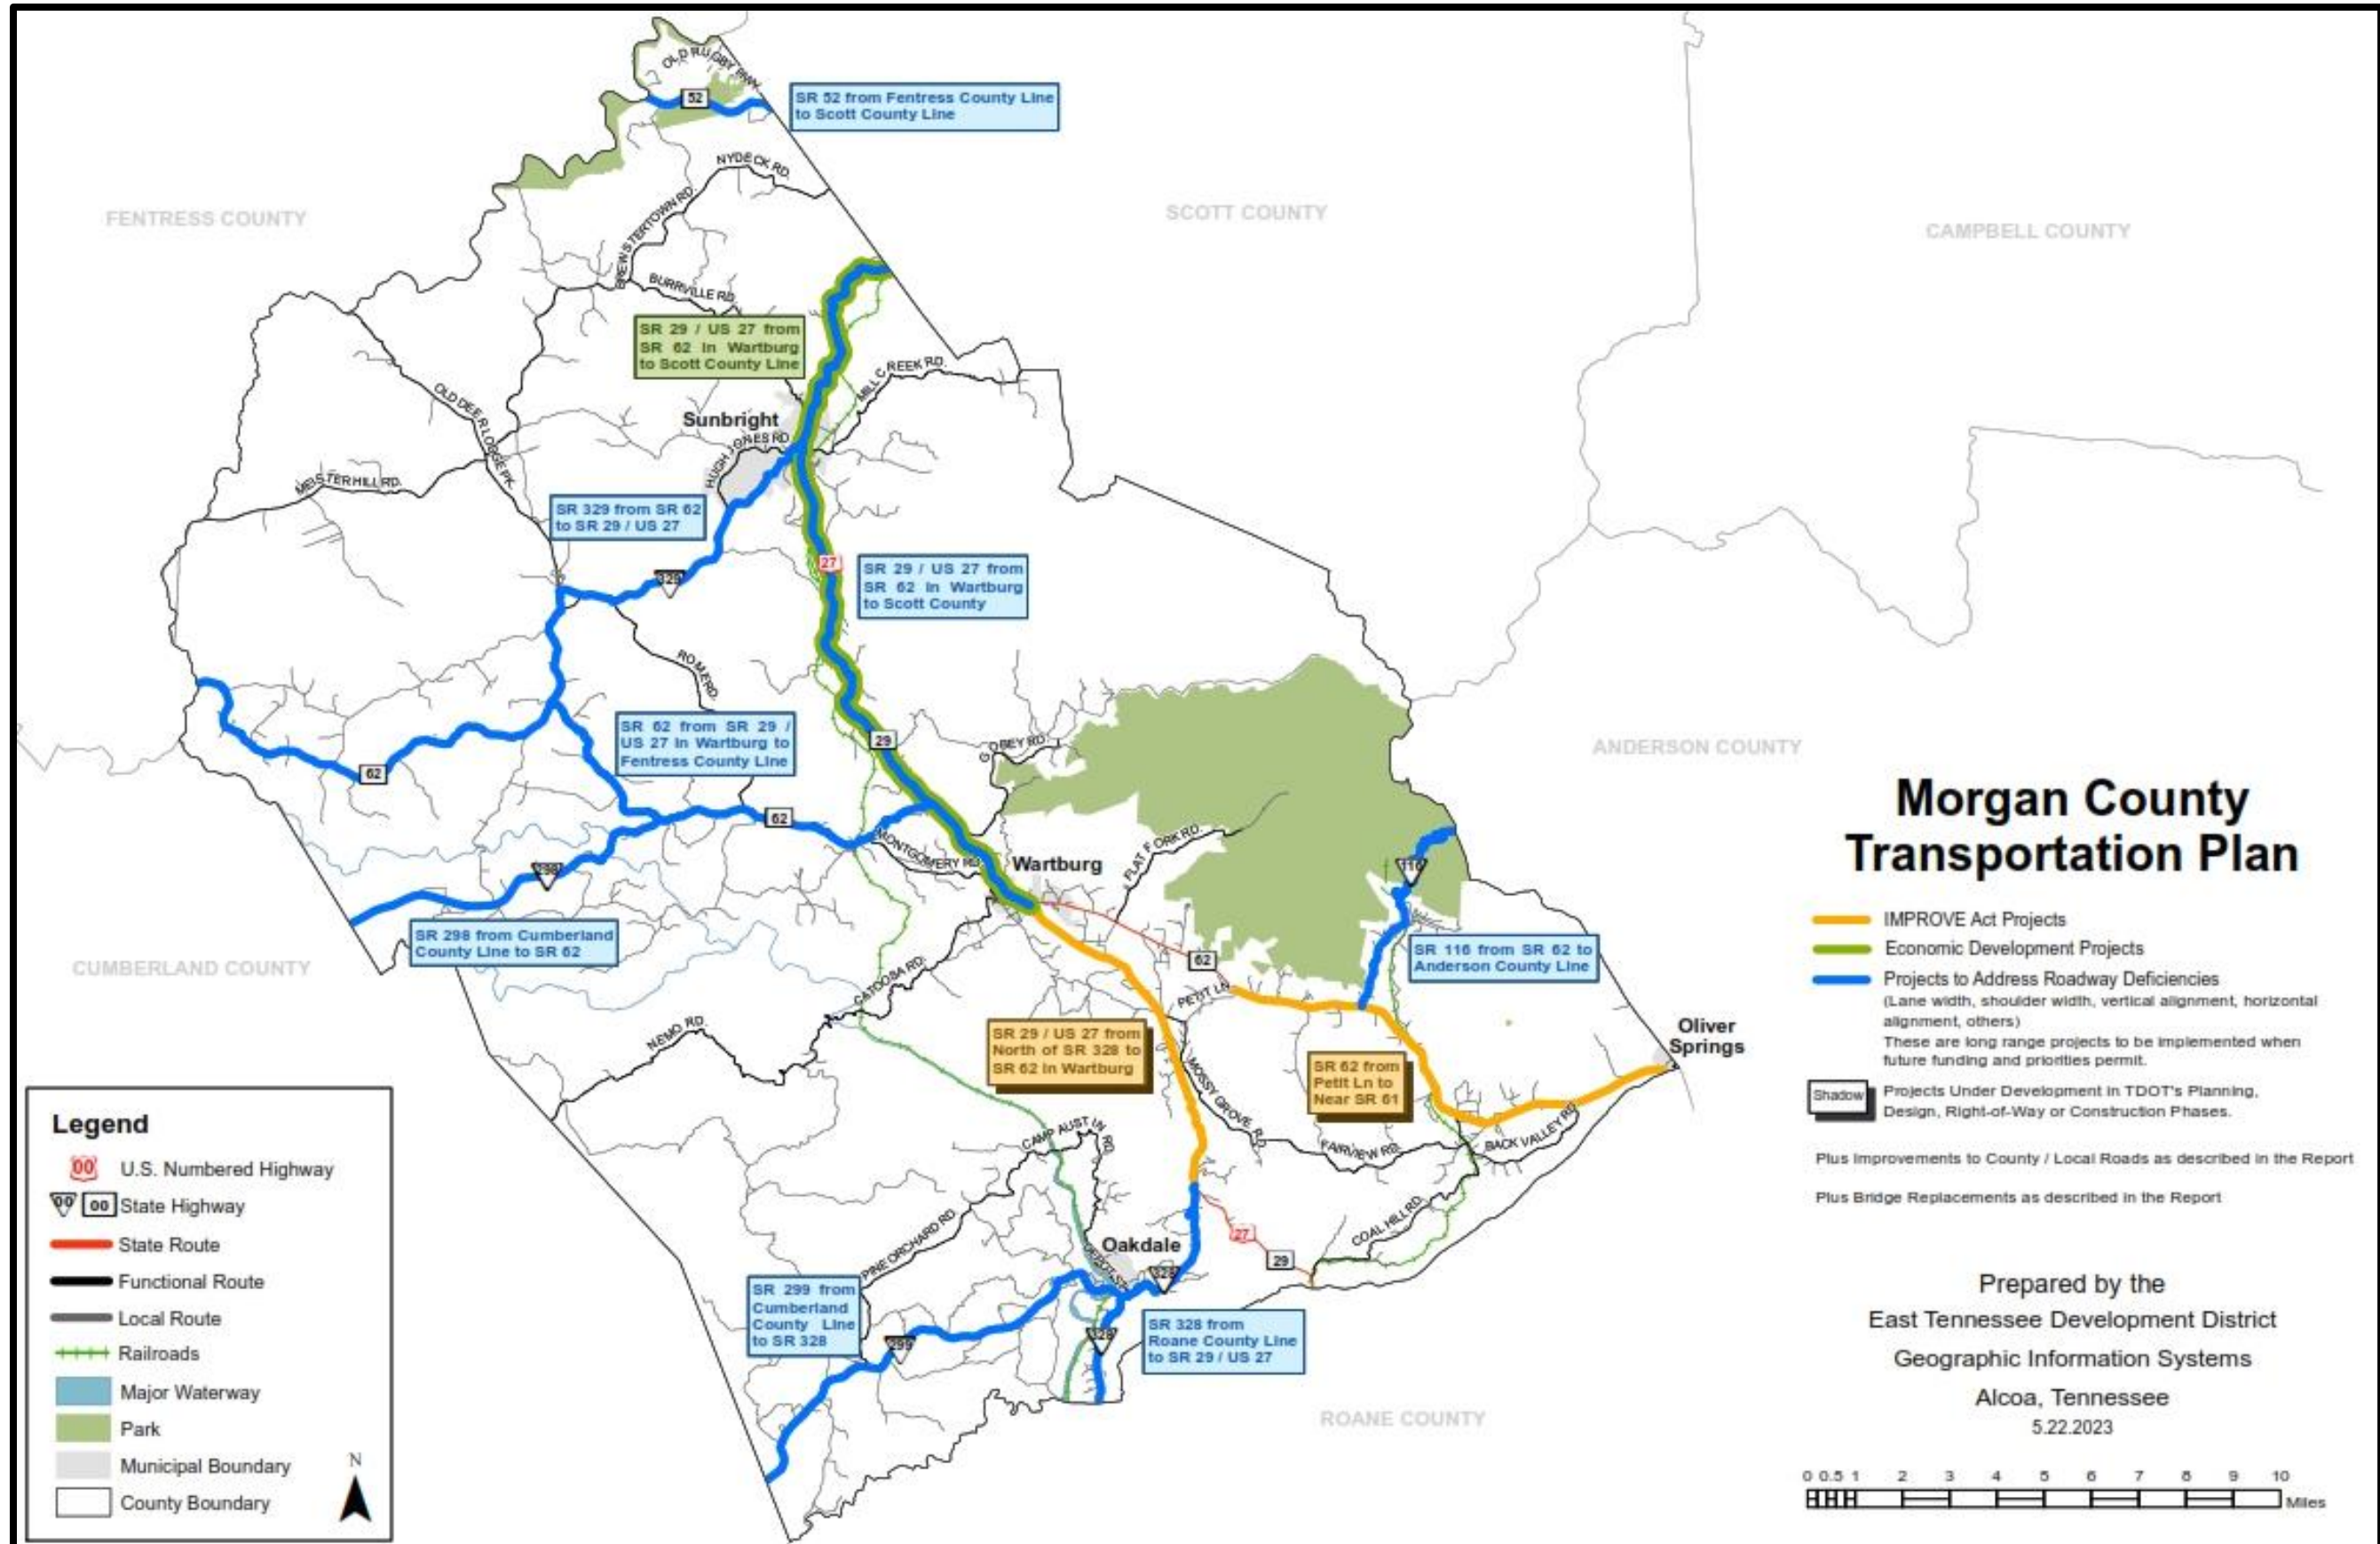 OLD RUGBY PKWY
52
SR 52 from Fentress County Line
to Scott County Line
NYDECK RD.
FENTRESS COUNTY
SCOTT COUNTY
CAMPBELL COUNTY
BREWSTERTOWN RD.
BURRVILLE RD.
SR 29 / US 27 from
SR 62 in Wartburg
to Scott County Line
MILL CREEK RD.
OLD DEER LODGE PK.
Sunbright
HUGH JONES RD
MEISTER HILL RD.
SR 329 from SR 62
to SR 29 / US 27
27
SR 29 / US 27 from
SR 62 in Wartburg
to Scott County
329
ROMER RD.
SR 62 from SR 29 /
US 27 in Wartburg to
Fentress County Line
29
GOBEY RD.
ANDERSON COUNTY
62
62
MONTGOMERY RD.
Wartburg
FLAT FORK RD.
116
298
SR 298 from Cumberland
County Line to SR 62
CUMBERLAND COUNTY
SR 116 from SR 62 to
Anderson County Line
62
CATOOSA RD.
PETIT LN
NEMO RD.
SR 29 / US 27 from
North of SR 328 to
SR 62 in Wartburg
MOSSY GROVE RD.
SR 62 from
Petit Ln to
Near SR 61
Oliver
Springs
CAMP AUSTIN RD.
FAIRVIEW RD.
BACK VALLEY RD.
PINE ORCHARD RD.
COAL HILL RD.
27
29
Oakdale
DEPOT ST
328
SR 299 from
Cumberland
County Line
to SR 328
299
328
SR 328 from
Roane County Line
to SR 29 / US 27
ROANE COUNTY
Morgan County
Transportation Plan
IMPROVE Act Projects
Economic Development Projects
Projects to Address Roadway Deficiencies
(Lane width, shoulder width, vertical alignment, horizontal
alignment, others)
These are long range projects to be implemented when
future funding and priorities permit.
Shadow
Projects Under Development in TDOT's Planning,
Design, Right-of-Way or Construction Phases.
Plus Improvements to County / Local Roads as described in the Report
Plus Bridge Replacements as described in the Report
Prepared by the
East Tennessee Development District
Geographic Information Systems
Alcoa, Tennessee
5.22.2023
0 0.5 1 2 3 4 5 6 7 8 9 10
Miles
Legend
00 U.S. Numbered Highway
00 00 State Highway
State Route
Functional Route
Local Route
Railroads
Major Waterway
Park
Municipal Boundary
County Boundary
N